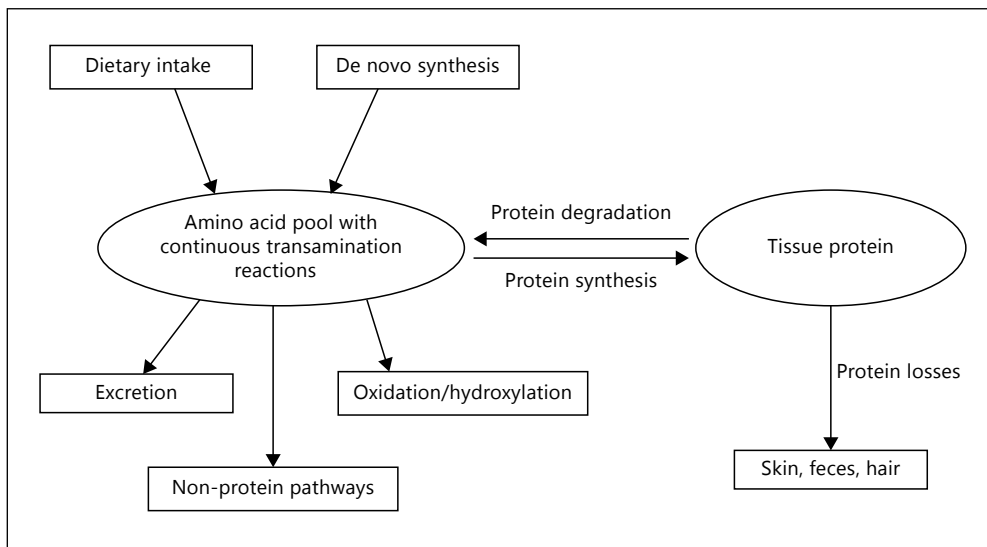 Dietary intake
De novo synthesis
Amino acid pool with
continuous transamination
reactions
Protein degradation
Protein synthesis
Tissue protein
Excretion
Oxidation/hydroxylation
Protein losses
Non-protein pathways
Skin, feces, hair